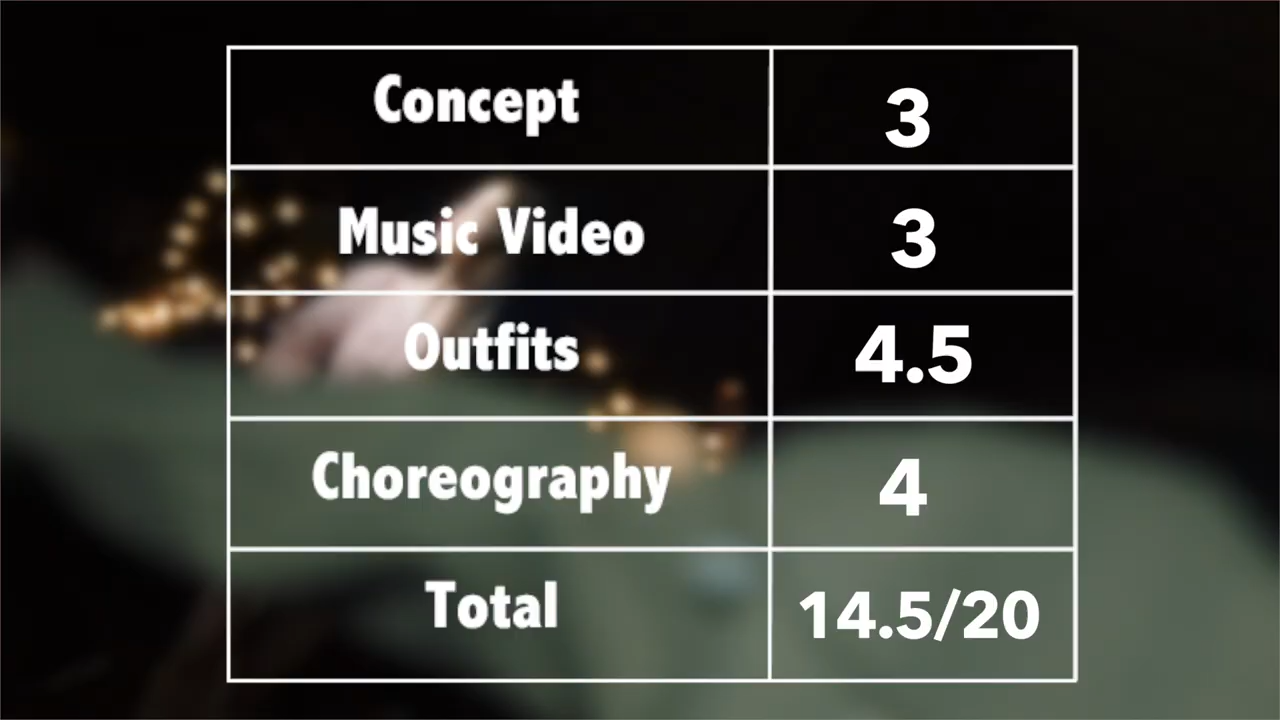 Concept 3
Music Video 3
Outfits 4.5
Choreography 4
Total 14.5/20